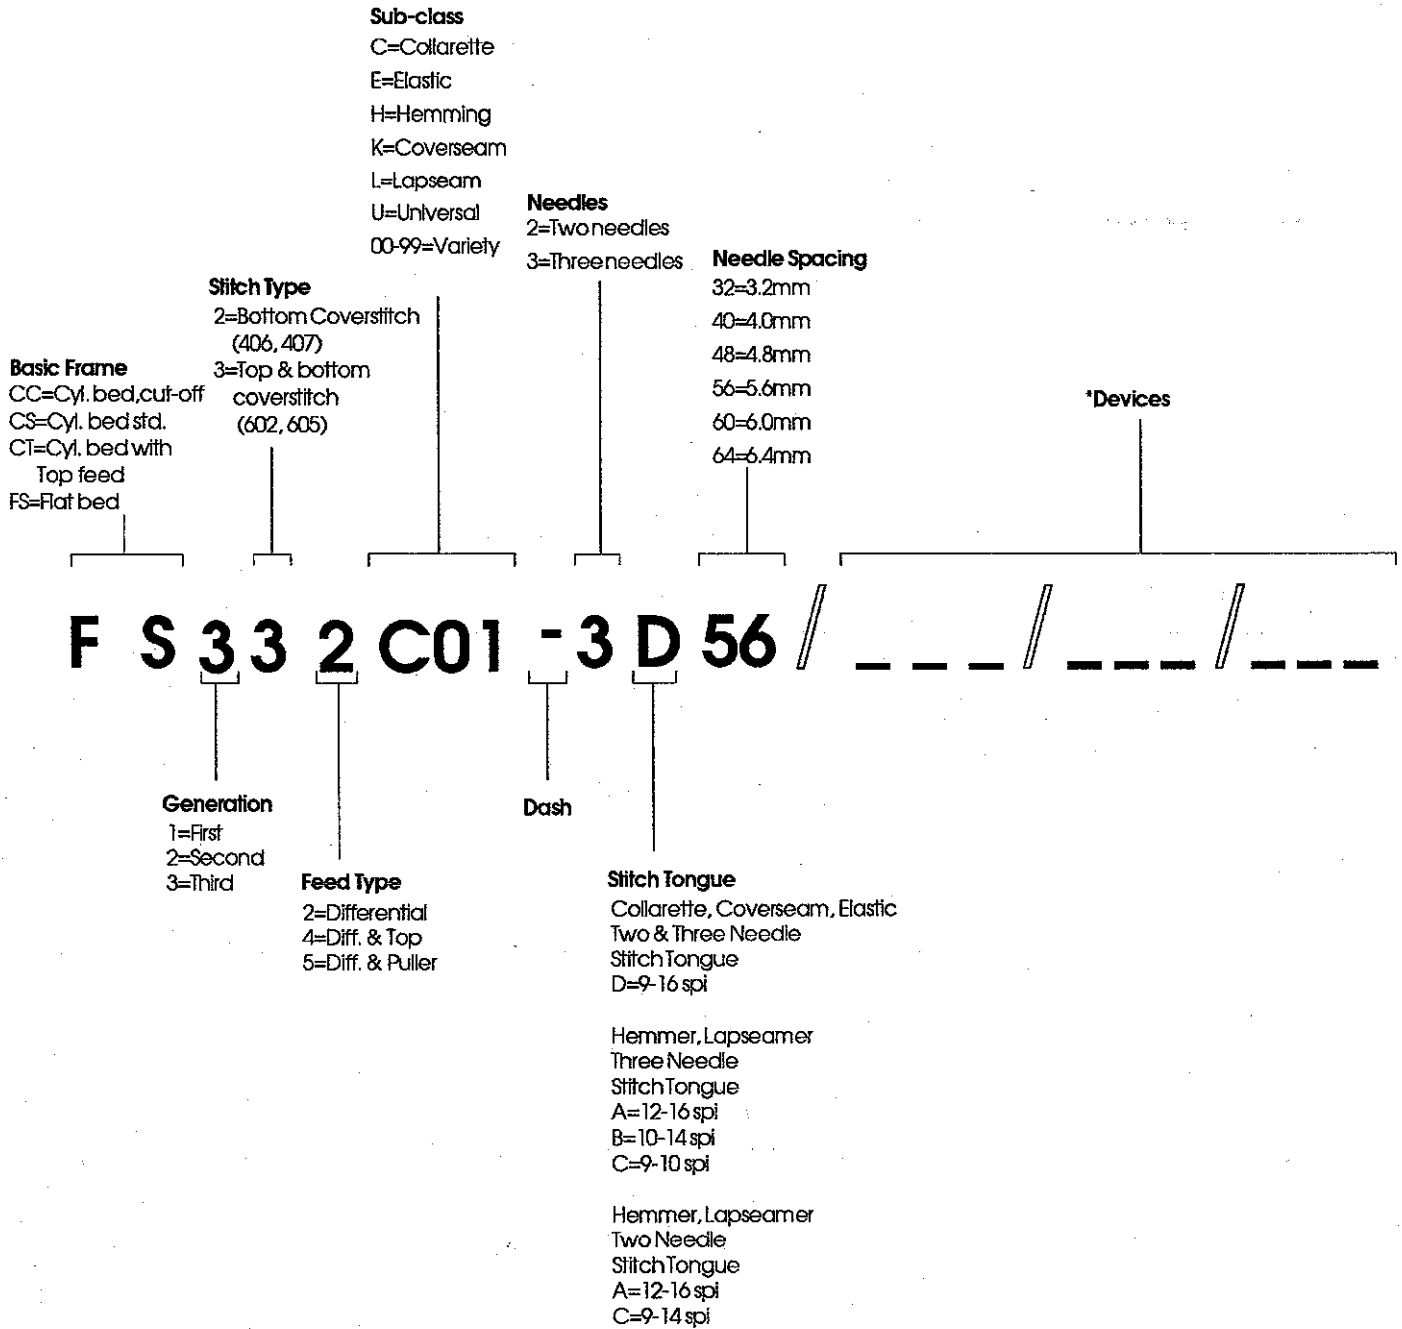 Sub-class
C=Collarette
E=Elastic
H=Hemming
K=Coverseam
L=Lapseam
U=Universal
00-99=Variety
Needles
2=Two needles
3=Three needles
Needle Spacing
32=3.2mm
40=4.0mm
48=4.8mm
56=5.6mm
60=6.0mm
64=6.4mm
Stitch Type
2=Bottom Coverstitch
(406, 407)
3=Top & bottom
coverstitch
(602, 605)
Basic Frame
CC=Cyl. bed, cut-off
CS=Cyl. bed std.
CT=Cyl. bed with
Top feed
FS=Flat bed
*Devices
F S 3 3 2 C01 - 3 D 56 / _ _ _ / _ _ _ / _ _ _
Generation
1=First
2=Second
3=Third
Feed Type
2=Differential
4=Diff. & Top
5=Diff. & Puller
Dash
Stitch Tongue
Collarette, Coverseam, Elastic
Two & Three Needle
Stitch Tongue
D=9-16 spi
Hemmer, Lapseamer
Three Needle
Stitch Tongue
A=12-16 spi
B=10-14 spi
C=9-10 spi
Hemmer, Lapseamer
Two Needle
Stitch Tongue
A=12-16 spi
C=9-14 spi